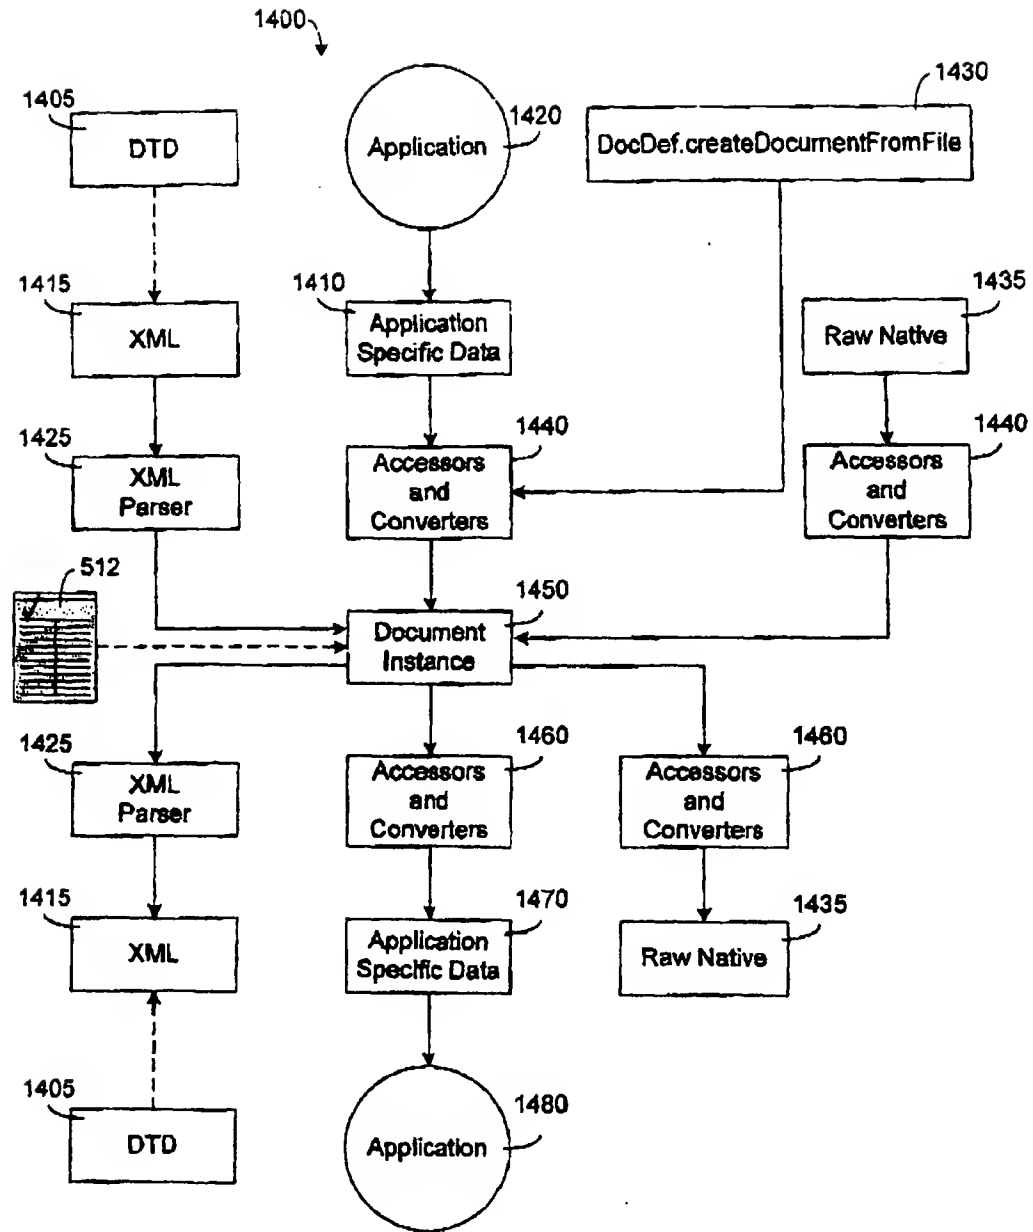 1400
1405
DTD
1420
Application
1430
DocDef.createDocumentFromFile
1415
XML
1410
Application
Specific Data
1435
Raw Native
1425
XML
Parser
1440
Accessors
and
Converters
1440
Accessors
and
Converters
512
1450
Document
Instance
1425
XML
Parser
1460
Accessors
and
Converters
1460
Accessors
and
Converters
1415
XML
1470
Application
Specific Data
1435
Raw Native
1405
DTD
1480
Application